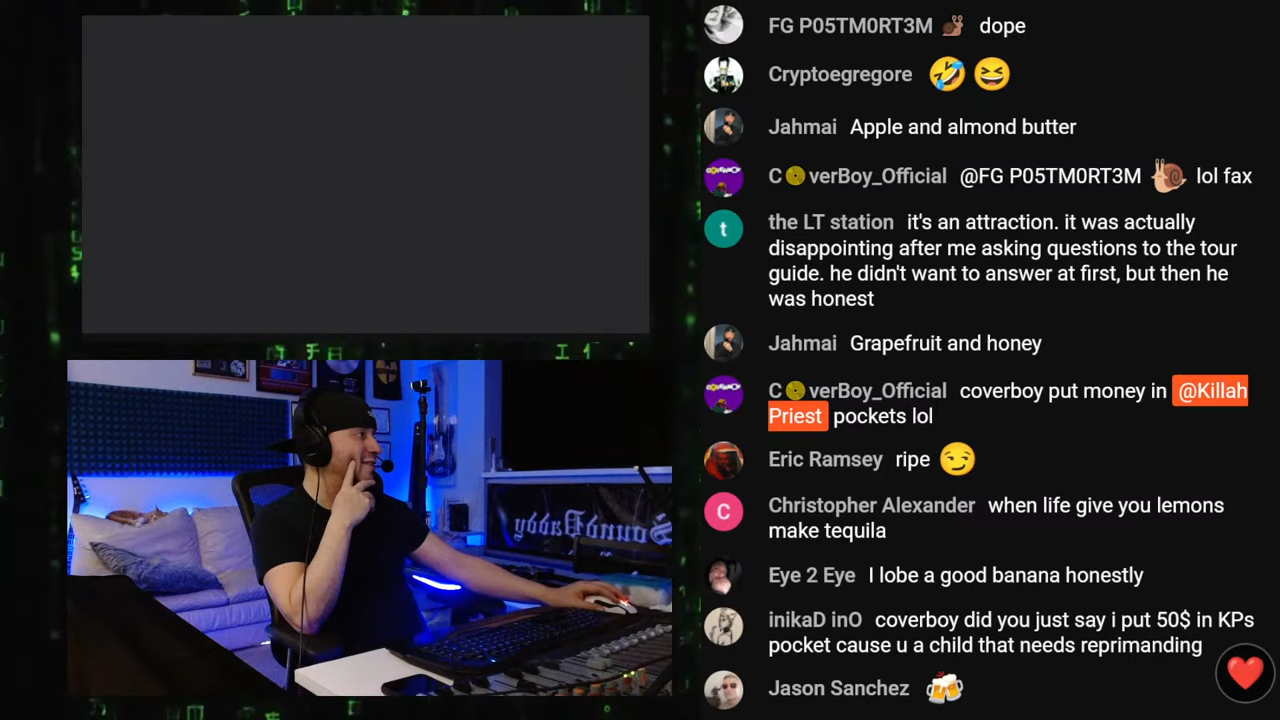 FG P05TM0RT3M dope
Cryptoegregore
Jahmai Apple and almond butter
C verBoy_Official @FG P05TM0RT3M lol fax
the LT station it's an attraction. it was actually
disappointing after me asking questions to the tour
guide. he didn't want to answer at first, but then he
was honest
Jahmai Grapefruit and honey
C verBoy_Official coverboy put money in @Killah
Priest pockets lol
Eric Ramsey ripe
Christopher Alexander when life give you lemons
make tequila
Eye 2 Eye I lobe a good banana honestly
inikaD inO coverboy did you just say i put 50$ in KPs
pocket cause u a child that needs reprimanding
Jason Sanchez
t
C
SoundDaddy